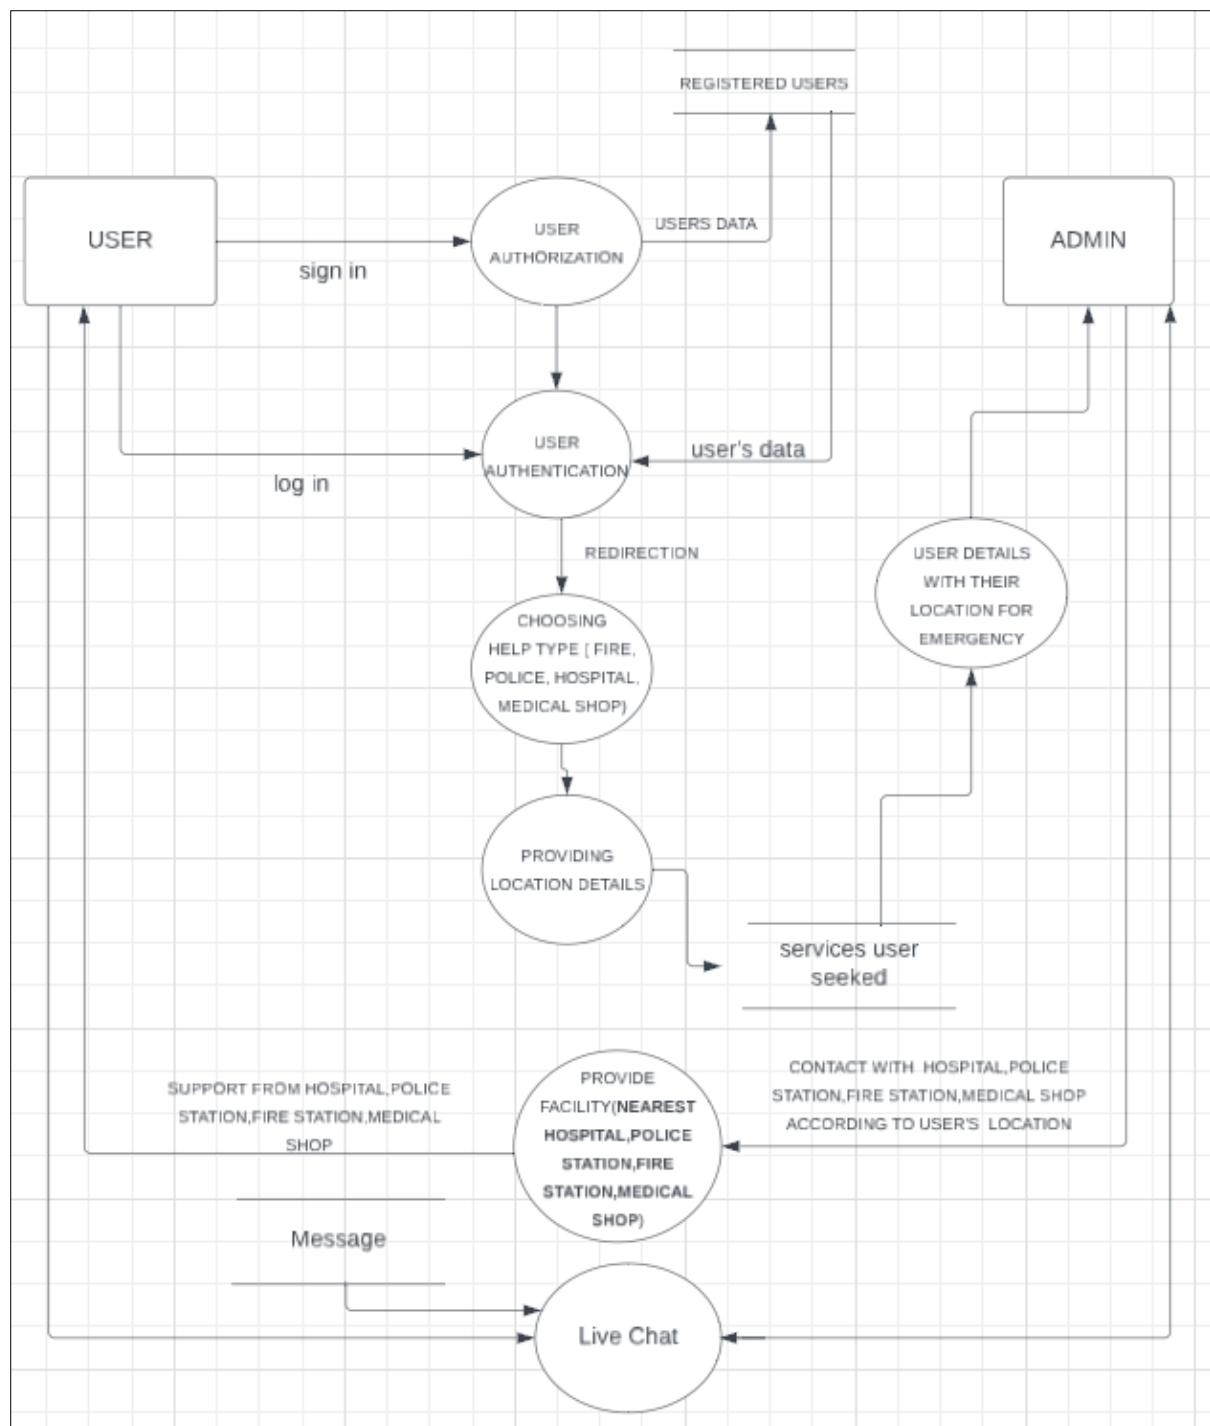 REGISTERED USERS
USER
sign in
USER
AUTHORIZATION
USERS DATA
ADMIN
log in
USER
AUTHENTICATION
user's data
REDIRECTION
CHOOSING
HELP TYPE ( FIRE,
POLICE, HOSPITAL,
MEDICAL SHOP)
USER DETAILS
WITH THEIR
LOCATION FOR
EMERGENCY
PROVIDING
LOCATION DETAILS
services user
seeked
SUPPORT FROM HOSPITAL,POLICE
STATION,FIRE STATION,MEDICAL
SHOP
PROVIDE
FACILITY(NEAREST
HOSPITAL,POLICE
STATION,FIRE
STATION,MEDICAL
SHOP)
CONTACT WITH HOSPITAL,POLICE
STATION,FIRE STATION,MEDICAL SHOP
ACCORDING TO USER'S LOCATION
Message
Live Chat